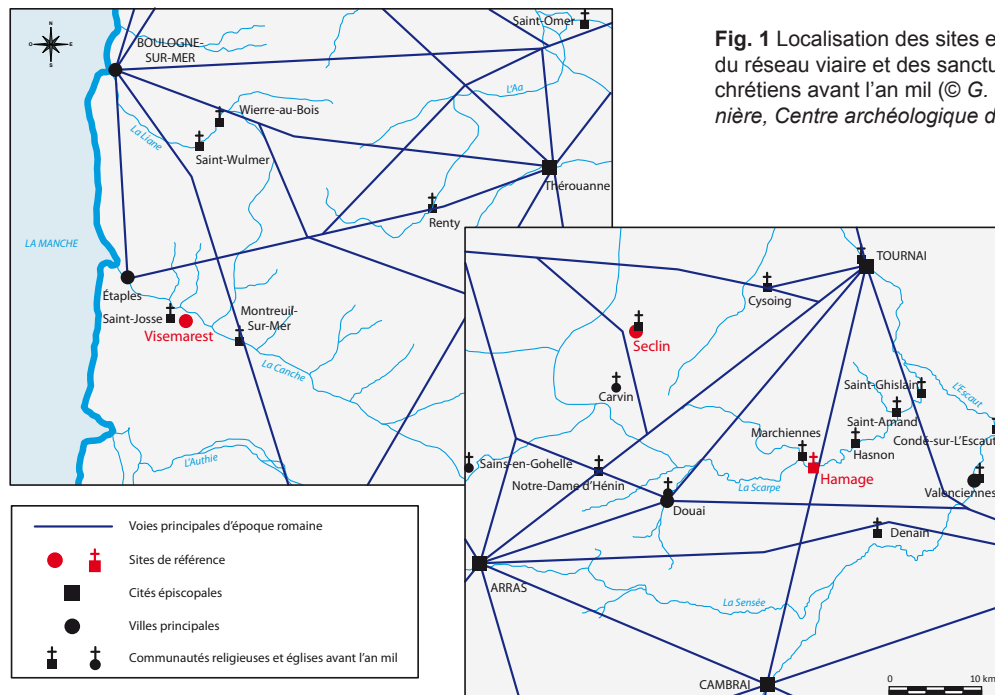 Fig. 1 Localisation des sites e
du réseau viaire et des sanctu
chrétiens avant l'an mil (© G.
nière, Centre archéologique d
N
O
E
S
BOULOGNE-
SUR-MER
Saint-Omer
L'Aa
Wierre-au-Bois
La Liane
Saint-Wulmer
Thérouanne
Renty
LA MANCHE
Étaples
Saint-Josse
Visemarest
Montreuil-
Sur-Mer
La Canche
L'Authie
TOURNAI
Cysoing
Seclin
Carvin
Saint-Ghislain
L'Escaut
Saint-Amand
Marchiennes
Condé-sur-L'Escaut
Hasnon
Sains-en-Gohelle
Notre-Dame d'Hénin
La Scarpe
Hamage
Valenciennes
Douai
Denain
ARRAS
La Sensée
CAMBRAI
0
10 km
Voies principales d'époque romaine
Sites de référence
Cités épiscopales
Villes principales
Communautés religieuses et églises avant l'an mil